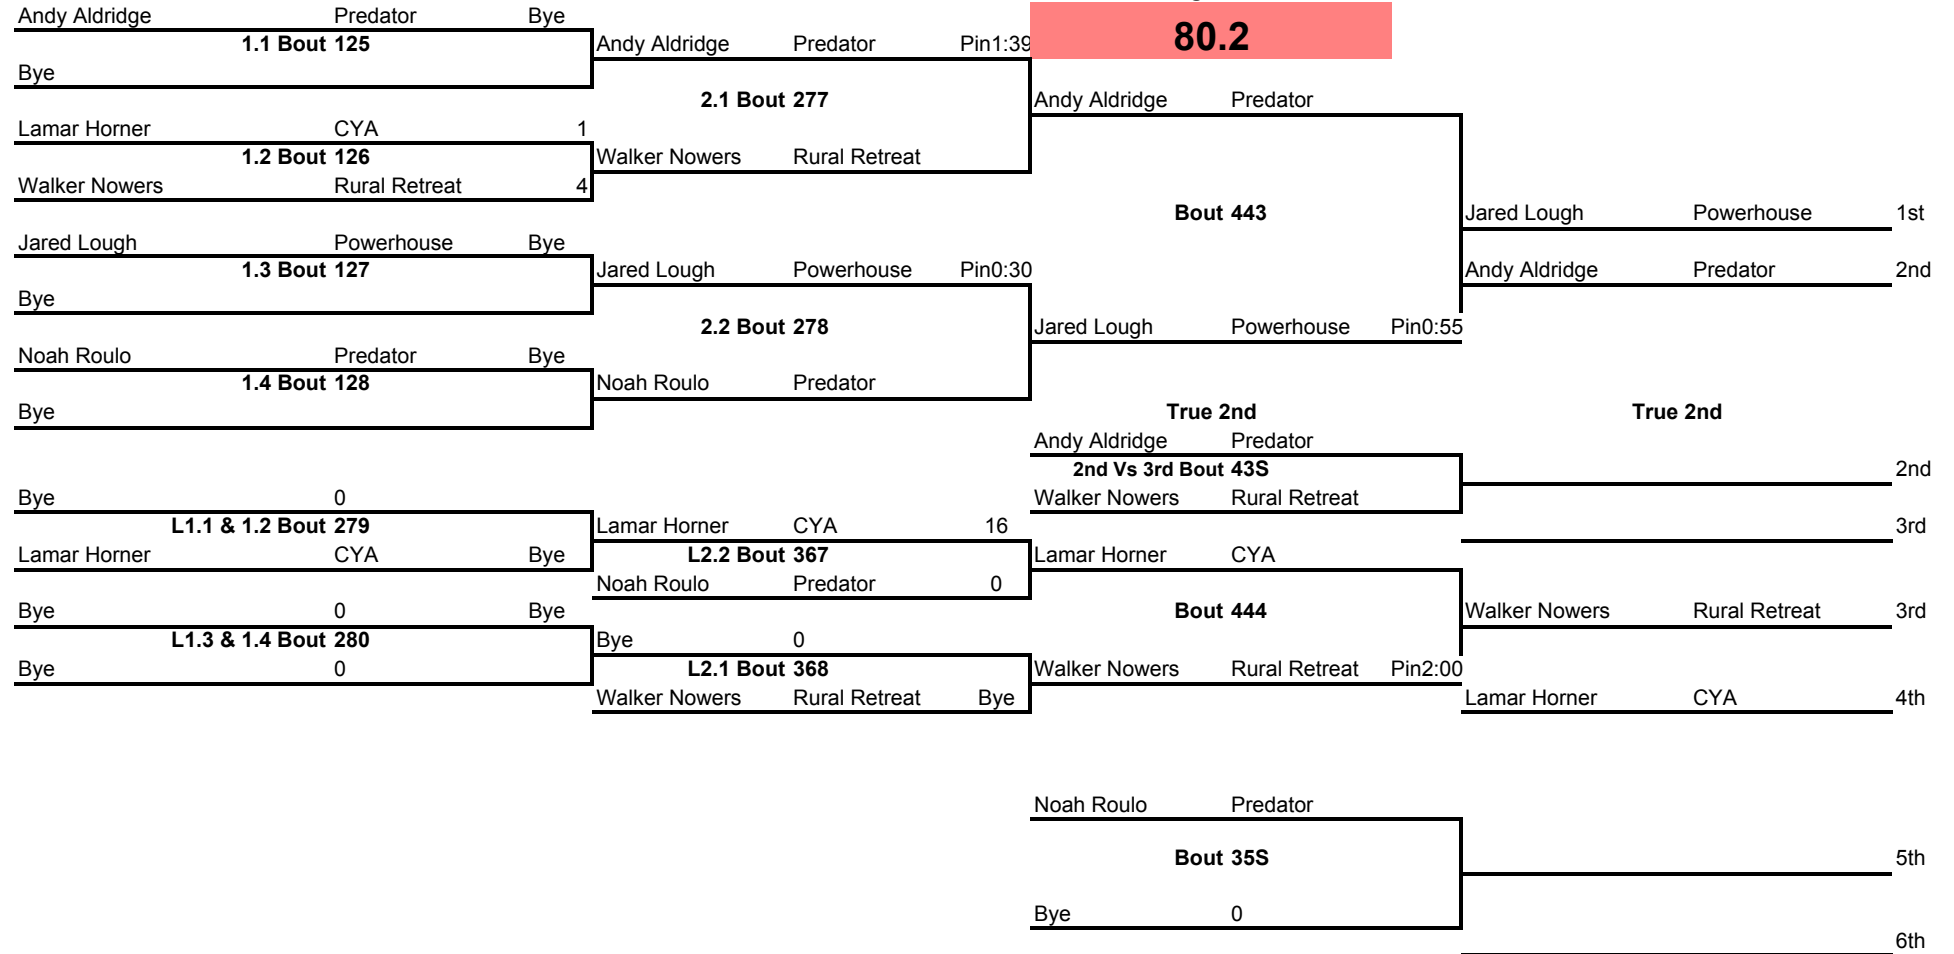 Andy Aldridge Predator Bye
80.2
1.1 Bout 125 Andy Aldridge Predator Pin1:39
Bye
2.1 Bout 277 Andy Aldridge Predator
Lamar Horner CYA 1
1.2 Bout 126 Walker Nowers Rural Retreat
Walker Nowers Rural Retreat 4
Bout 443 Jared Lough Powerhouse 1st
Jared Lough Powerhouse Bye
1.3 Bout 127 Jared Lough Powerhouse Pin0:30 Andy Aldridge Predator 2nd
Bye
2.2 Bout 278 Jared Lough Powerhouse Pin0:55
Noah Roulo Predator Bye
1.4 Bout 128 Noah Roulo Predator
Bye True 2nd True 2nd
Andy Aldridge Predator
2nd Vs 3rd Bout 43S 2nd
Bye 0 Walker Nowers Rural Retreat
L1.1 & 1.2 Bout 279 Lamar Horner CYA 16 3rd
Lamar Horner CYA Bye L2.2 Bout 367 Lamar Horner CYA
Noah Roulo Predator 0
Bye 0 Bye Bout 444 Walker Nowers Rural Retreat 3rd
L1.3 & 1.4 Bout 280 Bye 0
Bye 0 L2.1 Bout 368 Walker Nowers Rural Retreat Pin2:00
Walker Nowers Rural Retreat Bye Lamar Horner CYA 4th
Noah Roulo Predator
Bout 35S 5th
Bye 0
6th